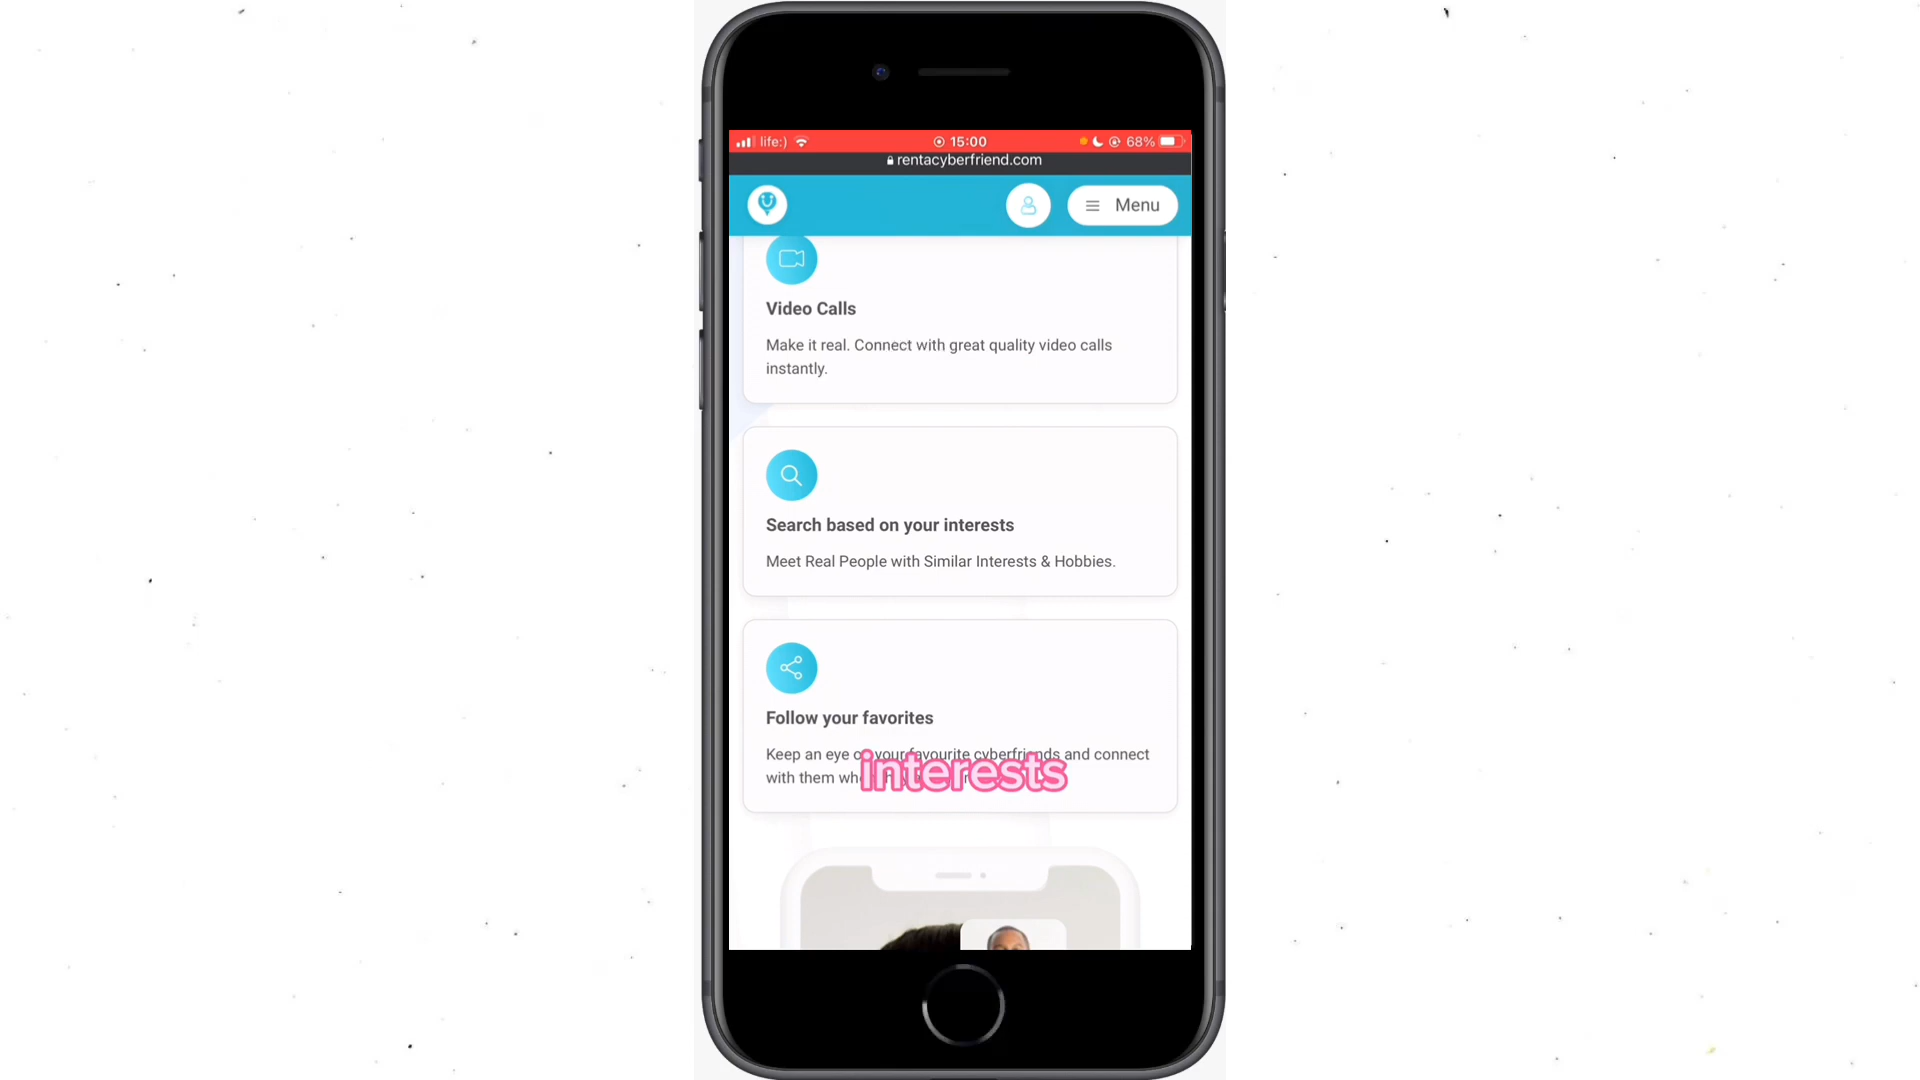 life:) 15:00 68%
rentacyberfriend.com
Menu
Video Calls
Make it real. Connect with great quality video calls
instantly.
Search based on your interests
Meet Real People with Similar Interests & Hobbies.
Follow your favorites
Keep an eye your favourite cyberfriends and connect
with them
interests